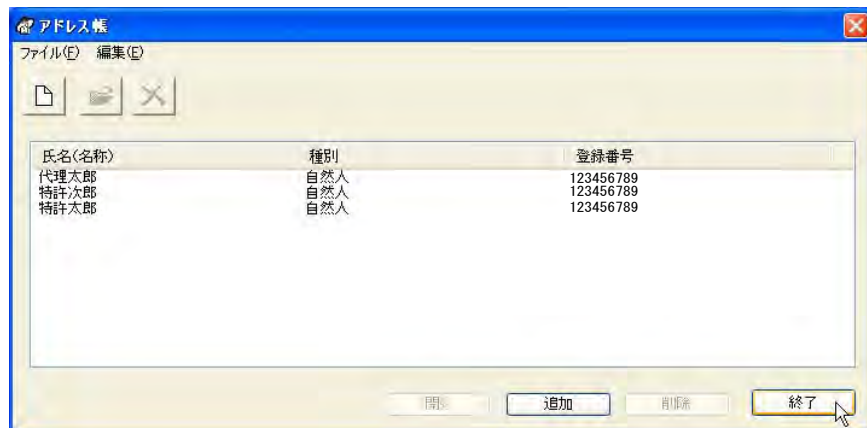 アドレス帳
ファイル(F) 編集(E)
氏名(名称) 種別 登録番号
代理太郎 自然人 123456789
特許次郎 自然人 123456789
特許太郎 自然人 123456789
開く 追加 削除 終了